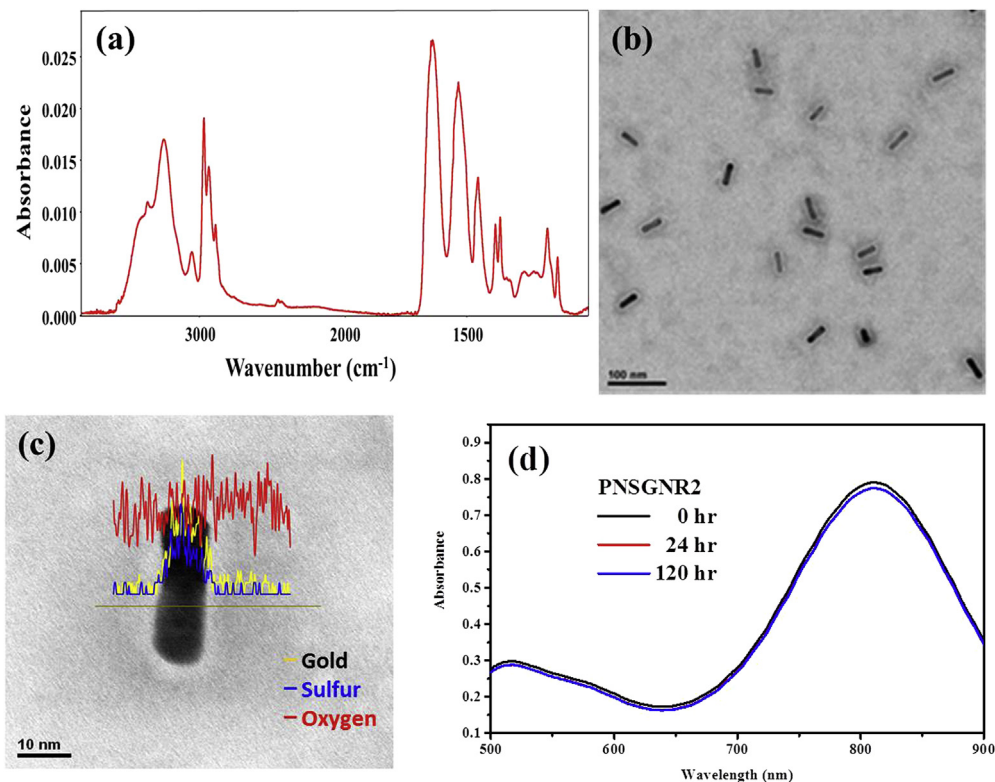 (a)
0.025
0.020
0.015
0.010
0.005
0.000
Absorbance
3000 2000 1500
Wavenumber (cm-1)
(b)
100 nm
(c)
Gold
Sulfur
Oxygen
10 nm
(d)
0.9
0.8
0.7
0.6
0.5
0.4
0.3
0.2
0.1
Absorbance
PNSGNR2
0 hr
24 hr
120 hr
500 600 700 800 900
Wavelength (nm)